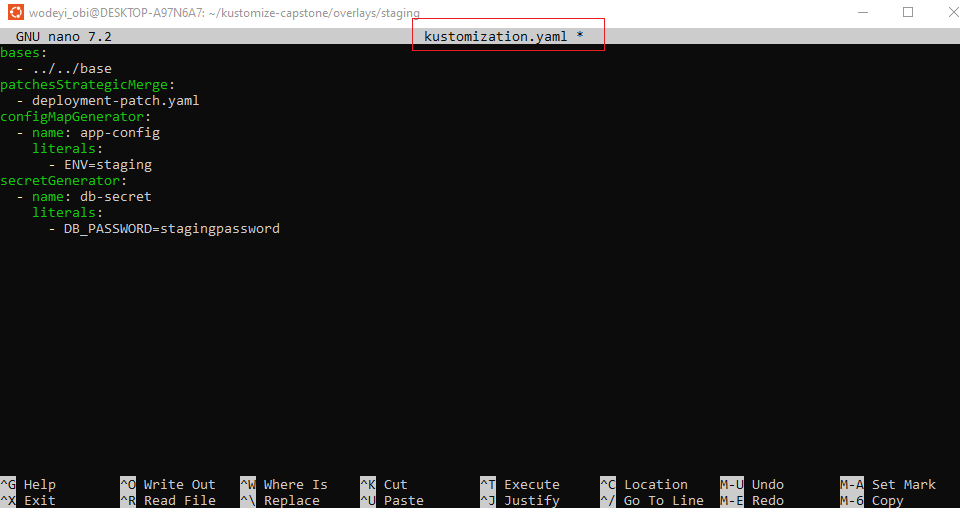 wodeyi_obi@DESKTOP-A97N6A7: ~/kustomize-capstone/overlays/staging
GNU nano 7.2 kustomization.yaml *
bases:
  - ../../base
patchesStrategicMerge:
  - deployment-patch.yaml
configMapGenerator:
  - name: app-config
    literals:
      - ENV=staging
secretGenerator:
  - name: db-secret
    literals:
      - DB_PASSWORD=stagingpassword
^G Help ^O Write Out ^W Where Is ^K Cut ^T Execute ^C Location M-U Undo M-A Set Mark
^X Exit ^R Read File ^\ Replace ^U Paste ^J Justify ^/ Go To Line M-E Redo M-6 Copy